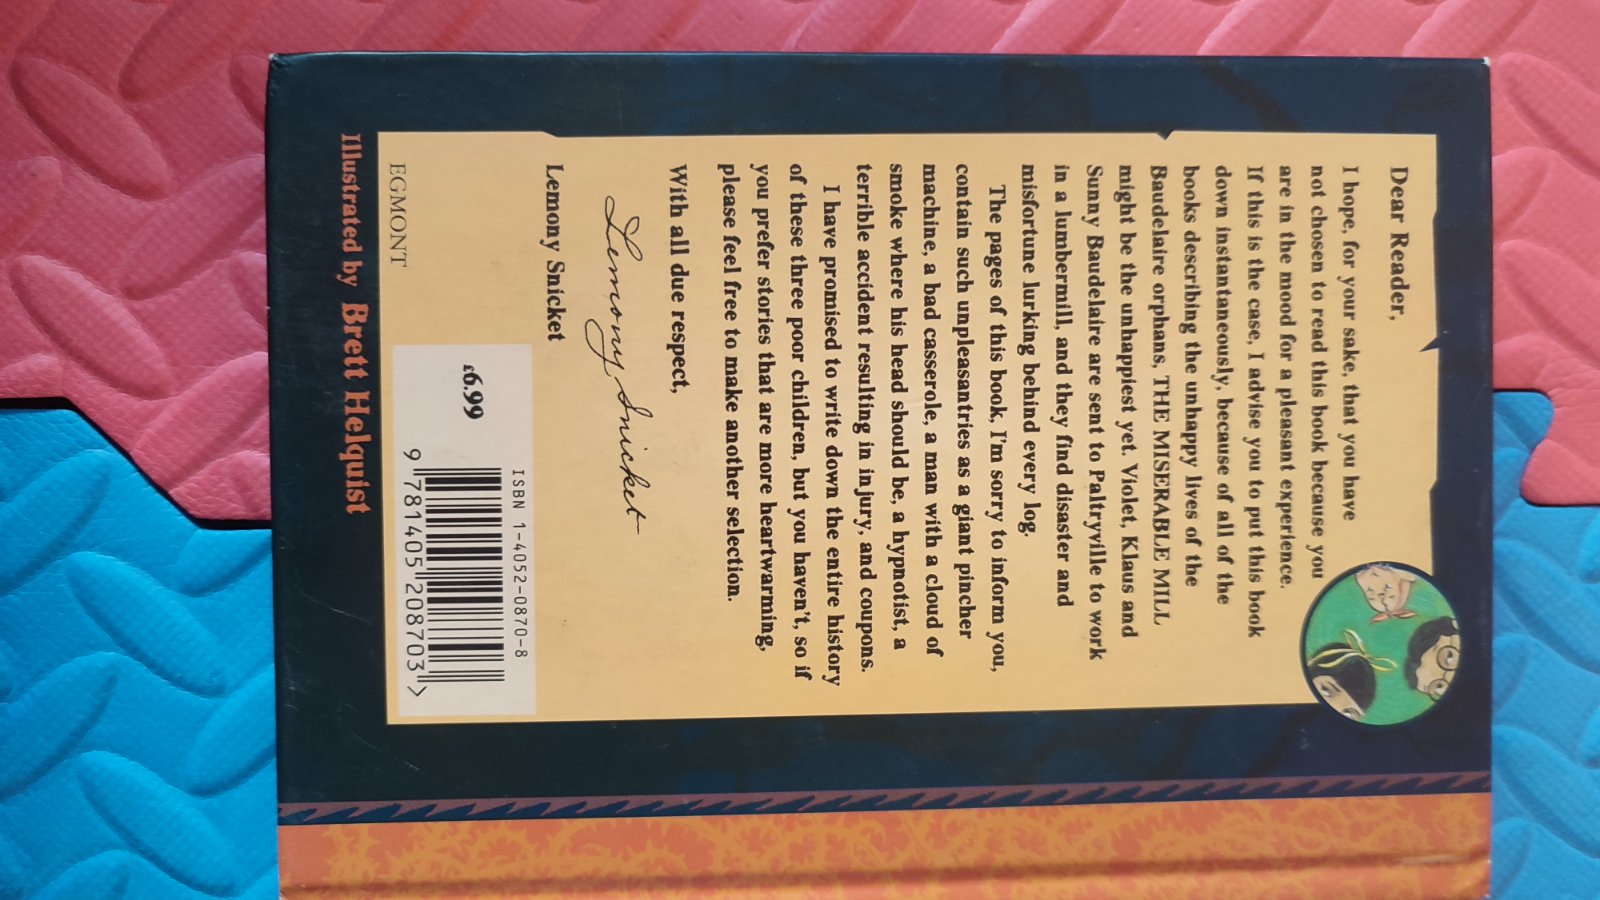 Dear Reader,
I hope, for your sake, that you have
not chosen to read this book because you
are in the mood for a pleasant experience.
If this is the case, I advise you to put this book
down instantaneously, because of all of the
books describing the unhappy lives of the
Baudelaire orphans, THE MISERABLE MILL
might be the unhappiest yet. Violet, Klaus and
Sunny Baudelaire are sent to Paltryville to work
in a lumbermill, and they find disaster and
misfortune lurking behind every log.
The pages of this book, I'm sorry to inform you,
contain such unpleasantries as a giant pincher
machine, a bad casserole, a man with a cloud of
smoke where his head should be, a hypnotist, a
terrible accident resulting in injury, and coupons.
I have promised to write down the entire history
of these three poor children, but you haven't, so if
you prefer stories that are more heartwarming,
please feel free to make another selection.
With all due respect,
Lemony Snicket
Lemony Snicket
£6.99
ISBN 1-4052-0870-8
9 781405 208703 >
EGMONT
Illustrated by Brett Helquist